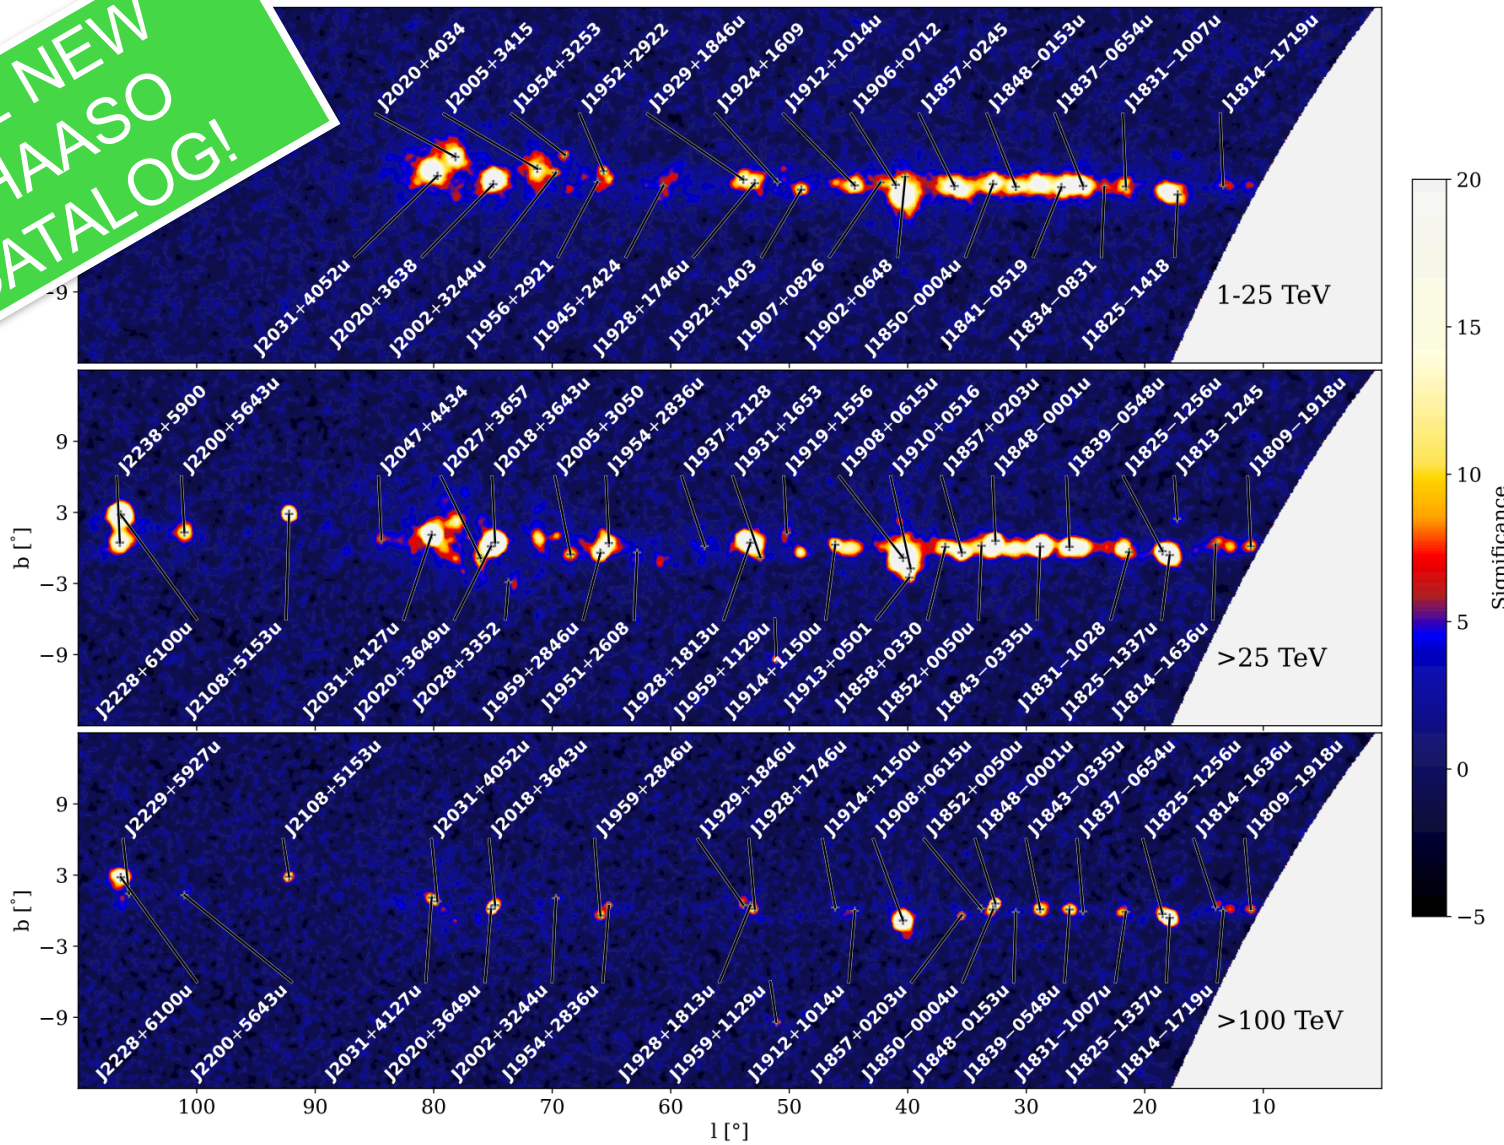 NEW
HAASO
CATALOG!
J2020+4034
J2005+3415
J1954+3253
J1952+2922
J1929+1846u
J1924+1609
J1912+1014u
J1906+0712
J1857+0245
J1848−0153u
J1837−0654u
J1831−1007u
J1814−1719u
−9
J2031+4052u
J2020+3638
J2002+3244u
J1956+2921
J1945+2424
J1928+1746u
J1922+1403
J1907+0826
J1902+0648
J1850−0004u
J1841−0519
J1834−0831
J1825−1418
1-25 TeV
J2238+5900
J2200+5643u
J2047+4434
J2027+3657
J2018+3643u
J2005+3050
J1954+2836u
J1937+2128
J1931+1653
J1919+1556
J1908+0615u
J1910+0516
J1857+0203u
J1848−0001u
J1839−0548u
J1825−1256u
J1813−1245
J1809−1918u
9
3
−3
−9
b [°]
J2228+6100u
J2108+5153u
J2031+4127u
J2020+3649u
J2028+3352
J1959+2846u
J1951+2608
J1928+1813u
J1959+1129u
J1914+1150u
J1913+0501
J1858+0330
J1852+0050u
J1843−0335u
J1831−1028
J1825−1337u
J1814−1636u
>25 TeV
J2229+5927u
J2108+5153u
J2031+4052u
J2018+3643u
J1959+2846u
J1929+1846u
J1928+1746u
J1914+1150u
J1908+0615u
J1852+0050u
J1848−0001u
J1843−0335u
J1837−0654u
J1825−1256u
J1814−1636u
J1809−1918u
9
3
−3
−9
b [°]
J2228+6100u
J2200+5643u
J2031+4127u
J2020+3649u
J2002+3244u
J1954+2836u
J1928+1813u
J1959+1129u
J1912+1014u
J1857+0203u
J1850−0004u
J1848−0153u
J1839−0548u
J1831−1007u
J1825−1337u
J1814−1719u
>100 TeV
100
90
80
70
60
50
40
30
20
10
l [°]
20
15
10
5
0
−5
Significance